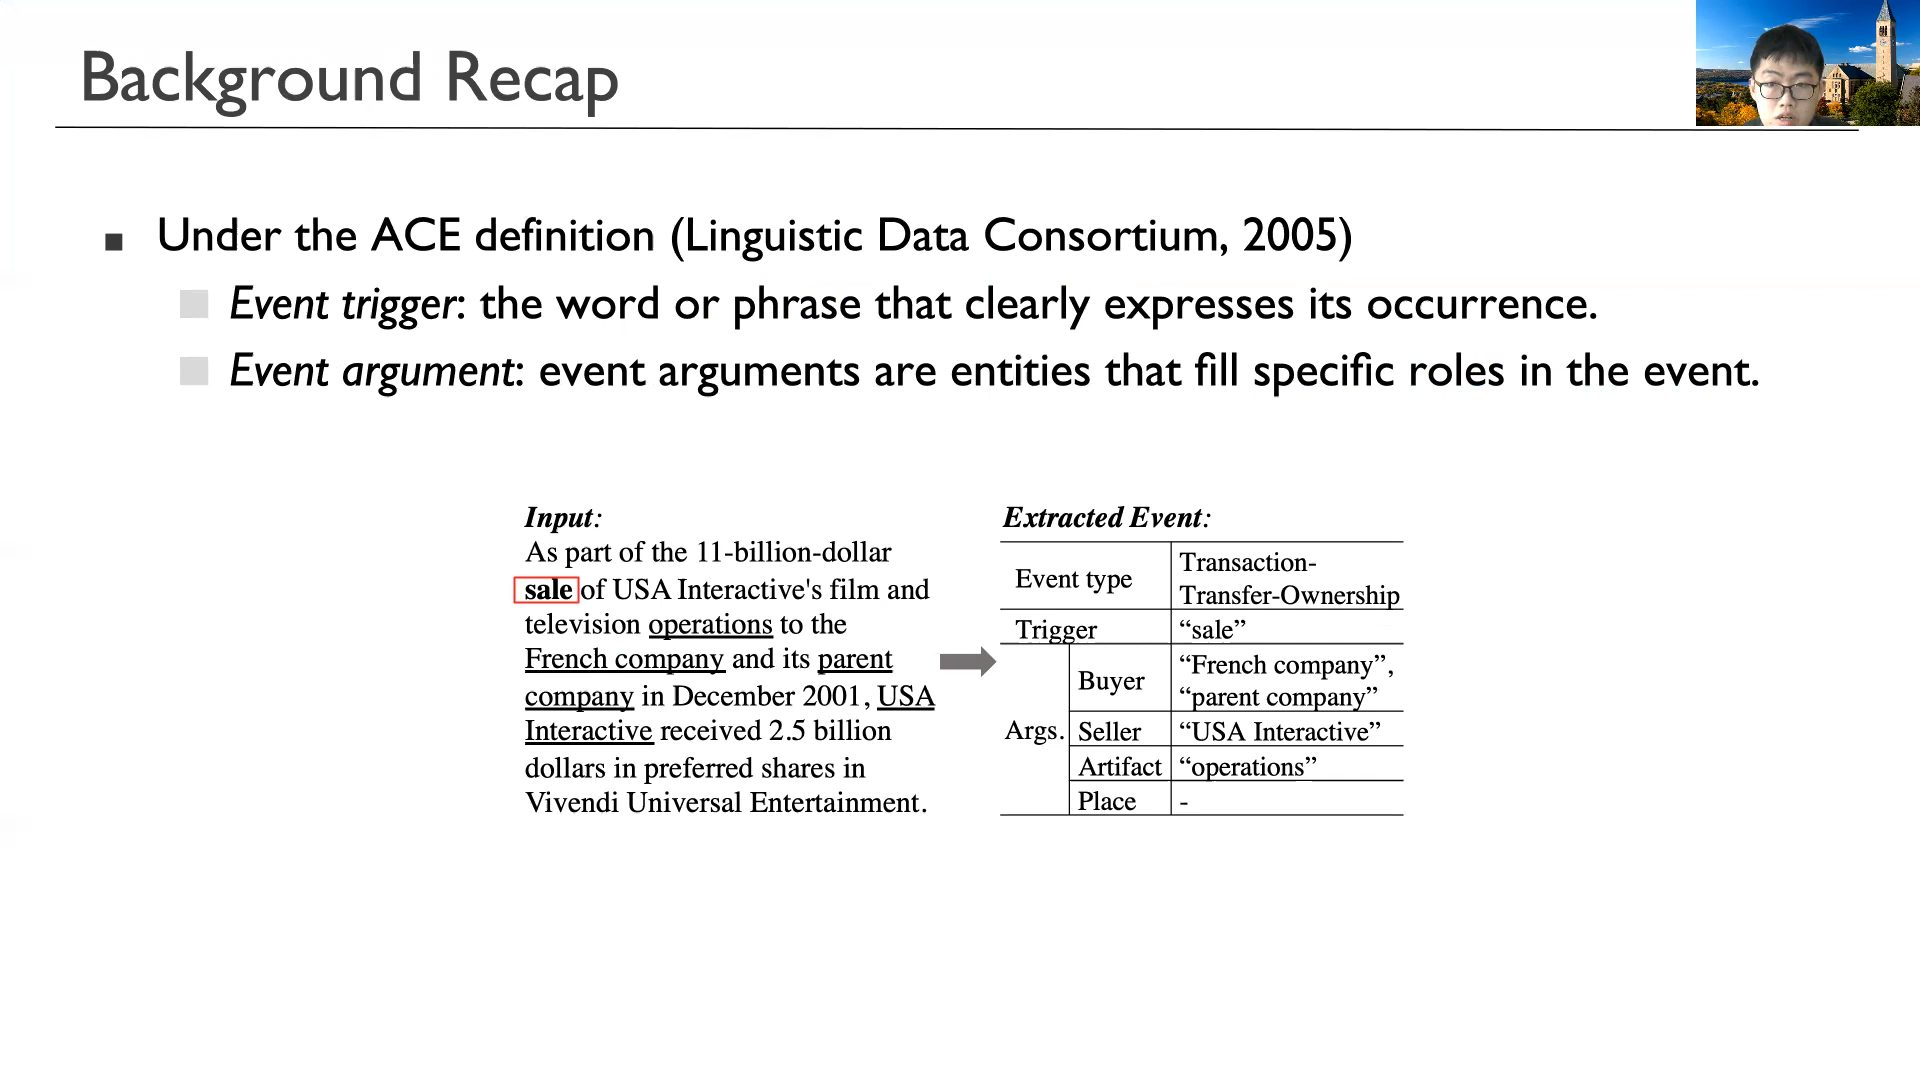 Background Recap
Under the ACE definition (Linguistic Data Consortium, 2005)
Event trigger: the word or phrase that clearly expresses its occurrence.
Event argument: event arguments are entities that fill specific roles in the event.
Input:
As part of the 11-billion-dollar
sale of USA Interactive's film and
television operations to the
French company and its parent
company in December 2001, USA
Interactive received 2.5 billion
dollars in preferred shares in
Vivendi Universal Entertainment.
Extracted Event:
Event type Transaction-
Transfer-Ownership
Trigger “sale”
Args.
Buyer “French company”,
“parent company”
Seller “USA Interactive”
Artifact “operations”
Place -